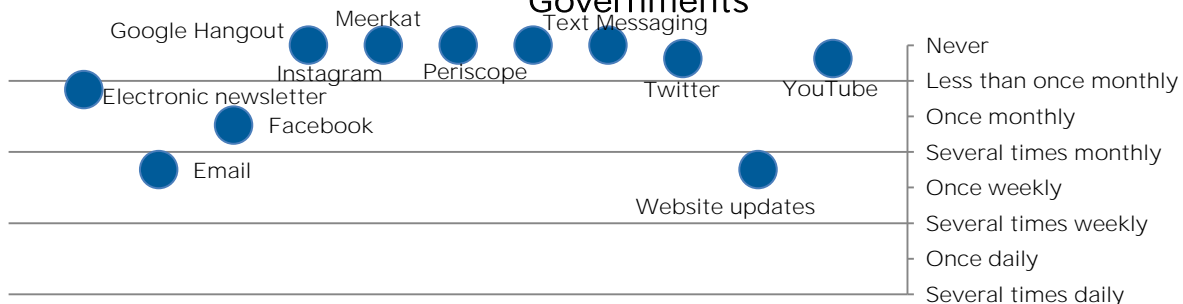 Governments
Meerkat
Text Messaging
Google Hangout
Never
Instagram
Periscope
Less than once monthly
Twitter
YouTube
Electronic newsletter
Once monthly
Facebook
Several times monthly
Email
Once weekly
Website updates
Several times weekly
Once daily
Several times daily